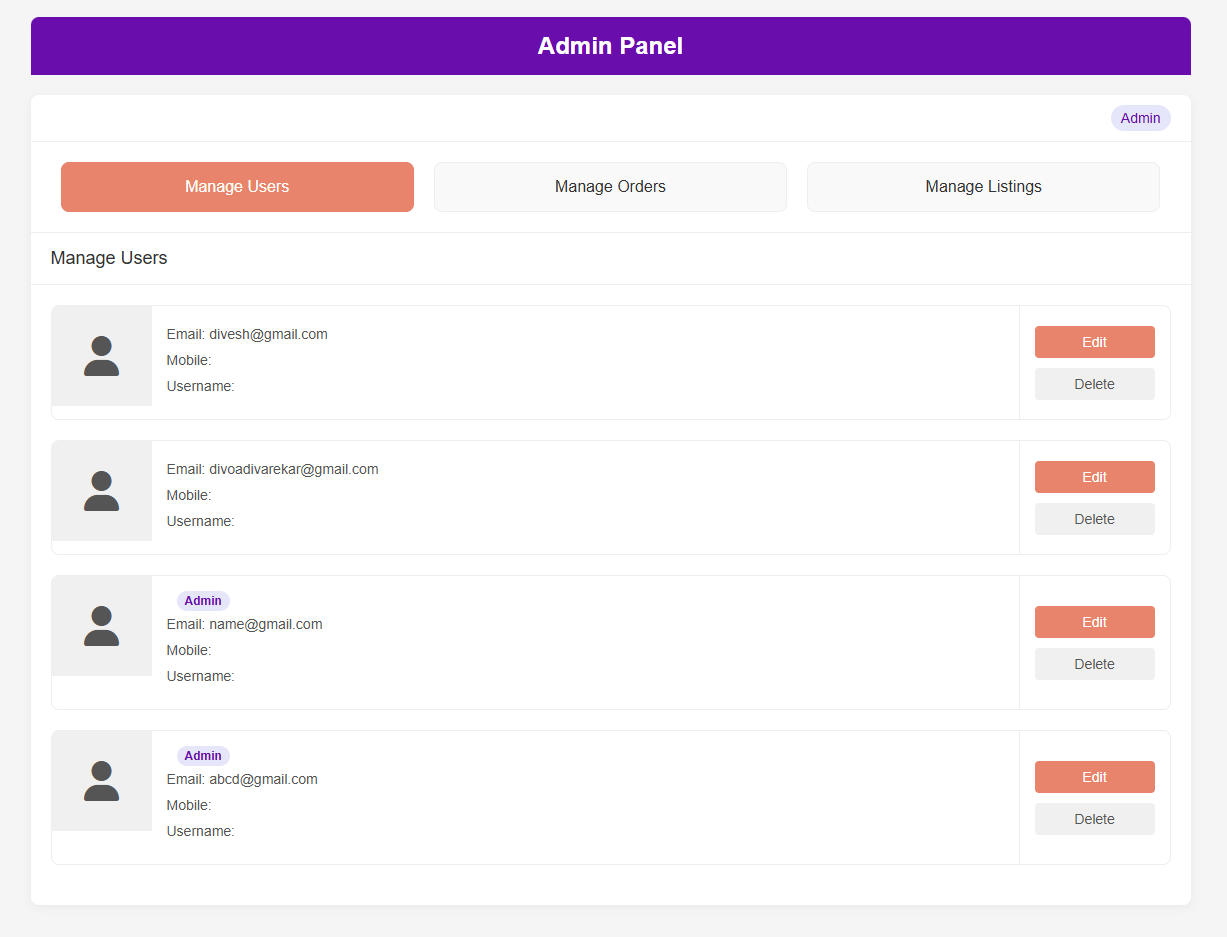 Admin Panel
Admin
Manage Users
Manage Orders
Manage Listings
Manage Users
Email: divesh@gmail.com
Mobile:
Username:
Edit
Delete
Email: divoadivarekar@gmail.com
Mobile:
Username:
Edit
Delete
Admin
Email: name@gmail.com
Mobile:
Username:
Edit
Delete
Admin
Email: abcd@gmail.com
Mobile:
Username:
Edit
Delete